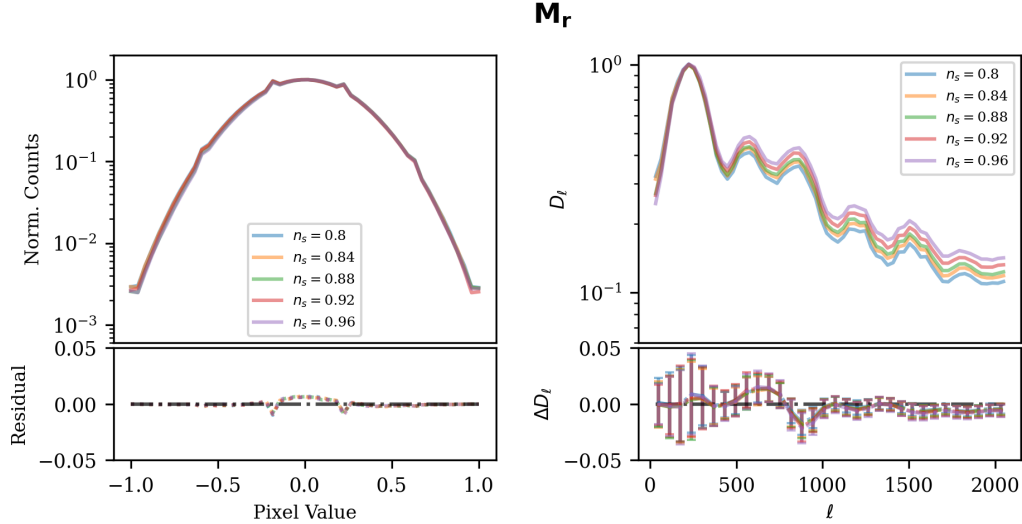 M_r
10^0
10^{-1}
10^{-2}
10^{-3}
Norm. Counts
n_s = 0.8
n_s = 0.84
n_s = 0.88
n_s = 0.92
n_s = 0.96
0.05
0.00
−0.05
Residual
−1.0 −0.5 0.0 0.5 1.0
Pixel Value
10^0
10^{-1}
D_ℓ
n_s = 0.8
n_s = 0.84
n_s = 0.88
n_s = 0.92
n_s = 0.96
0.05
0.00
−0.05
ΔD_ℓ
0 500 1000 1500 2000
ℓ